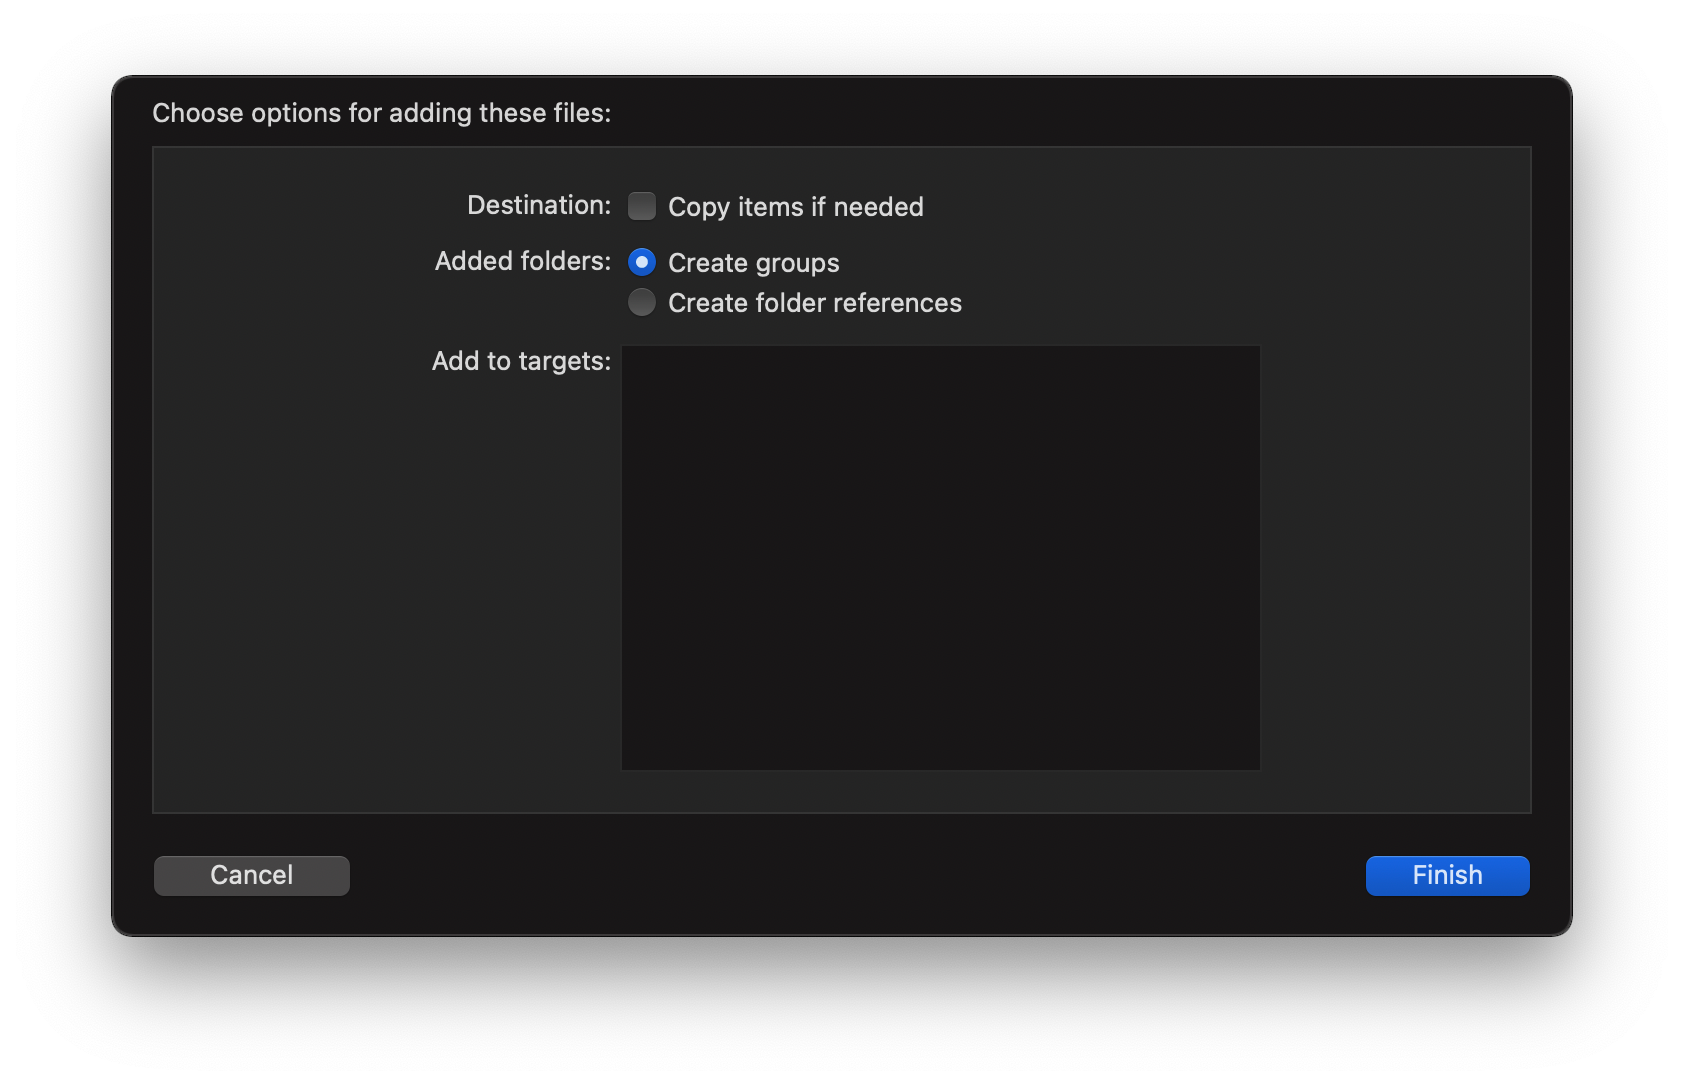 Choose options for adding these files:
Destination: Copy items if needed
Added folders: Create groups
Create folder references
Add to targets:
Cancel Finish